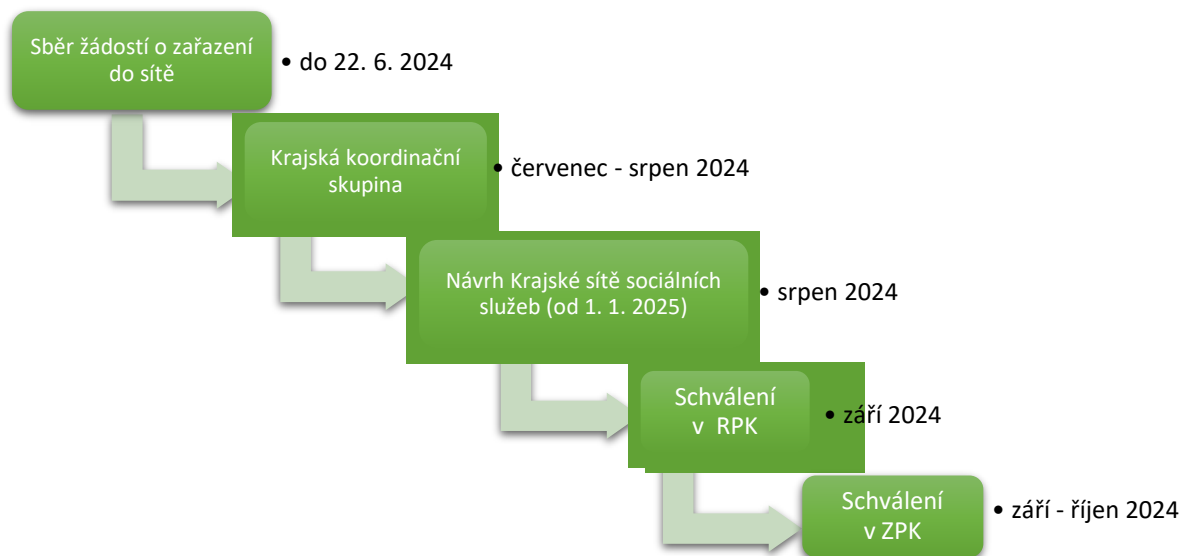 Sběr žádostí o zařazení
do sítě
• do 22. 6. 2024
Krajská koordinační
skupina
• červenec - srpen 2024
Návrh Krajské sítě sociálních
služeb (od 1. 1. 2025)
• srpen 2024
Schválení
v RPK
• září 2024
Schválení
v ZPK
• září - říjen 2024